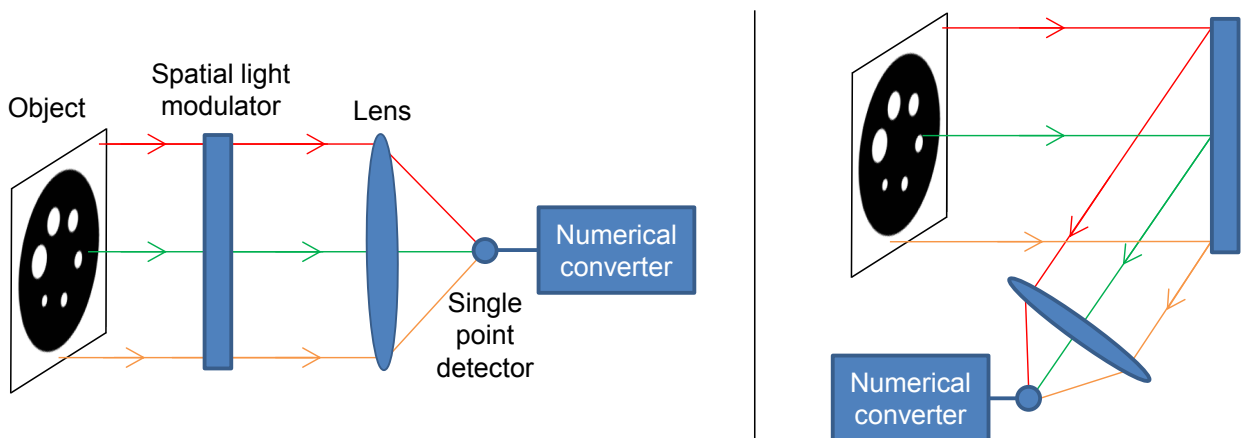 Object
Spatial light
modulator
Lens
Single
point
detector
Numerical
converter
Numerical
converter